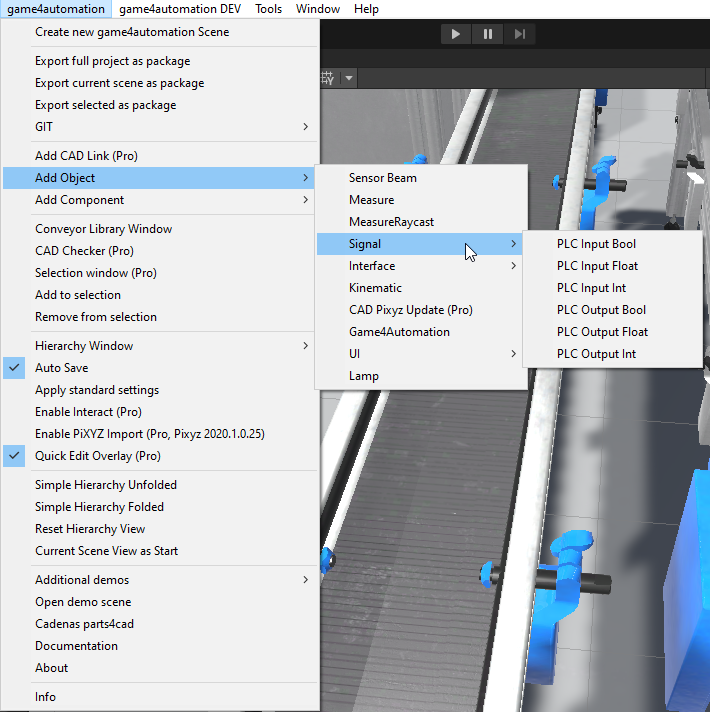 game4automation game4automation DEV Tools Window Help
Create new game4automation Scene
Export full project as package
Export current scene as package
Export selected as package
GIT
Add CAD Link (Pro)
Add Object
Add Component
Conveyor Library Window
CAD Checker (Pro)
Selection window (Pro)
Add to selection
Remove from selection
Hierarchy Window
Auto Save
Apply standard settings
Enable Interact (Pro)
Enable PiXYZ Import (Pro, Pixyz 2020.1.0.25)
Quick Edit Overlay (Pro)
Simple Hierarchy Unfolded
Simple Hierarchy Folded
Reset Hierarchy View
Current Scene View as Start
Additional demos
Open demo scene
Cadenas parts4cad
Documentation
About
Info
Sensor Beam
Measure
MeasureRaycast
Signal
Interface
Kinematic
CAD Pixyz Update (Pro)
Game4Automation
UI
Lamp
PLC Input Bool
PLC Input Float
PLC Input Int
PLC Output Bool
PLC Output Float
PLC Output Int